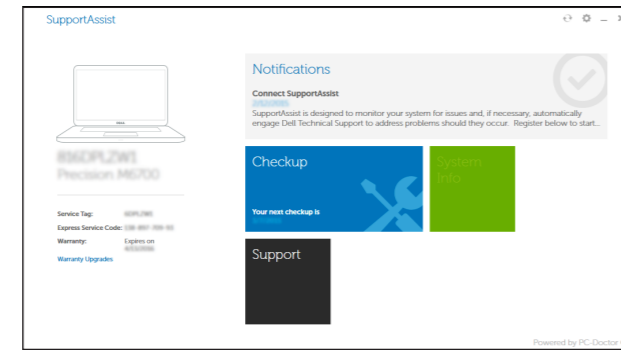 SupportAssist
Notifications
Connect SupportAssist
SupportAssist is designed to monitor your system for issues and, if necessary, automatically
engage Dell Technical Support to address problems should they occur. Register below to start...
Precision M6700
Checkup
System
Info
Service Tag:
Express Service Code:
Warranty: Expires on
Warranty Upgrades
Your next checkup is
Support
Powered by PC-Doctor